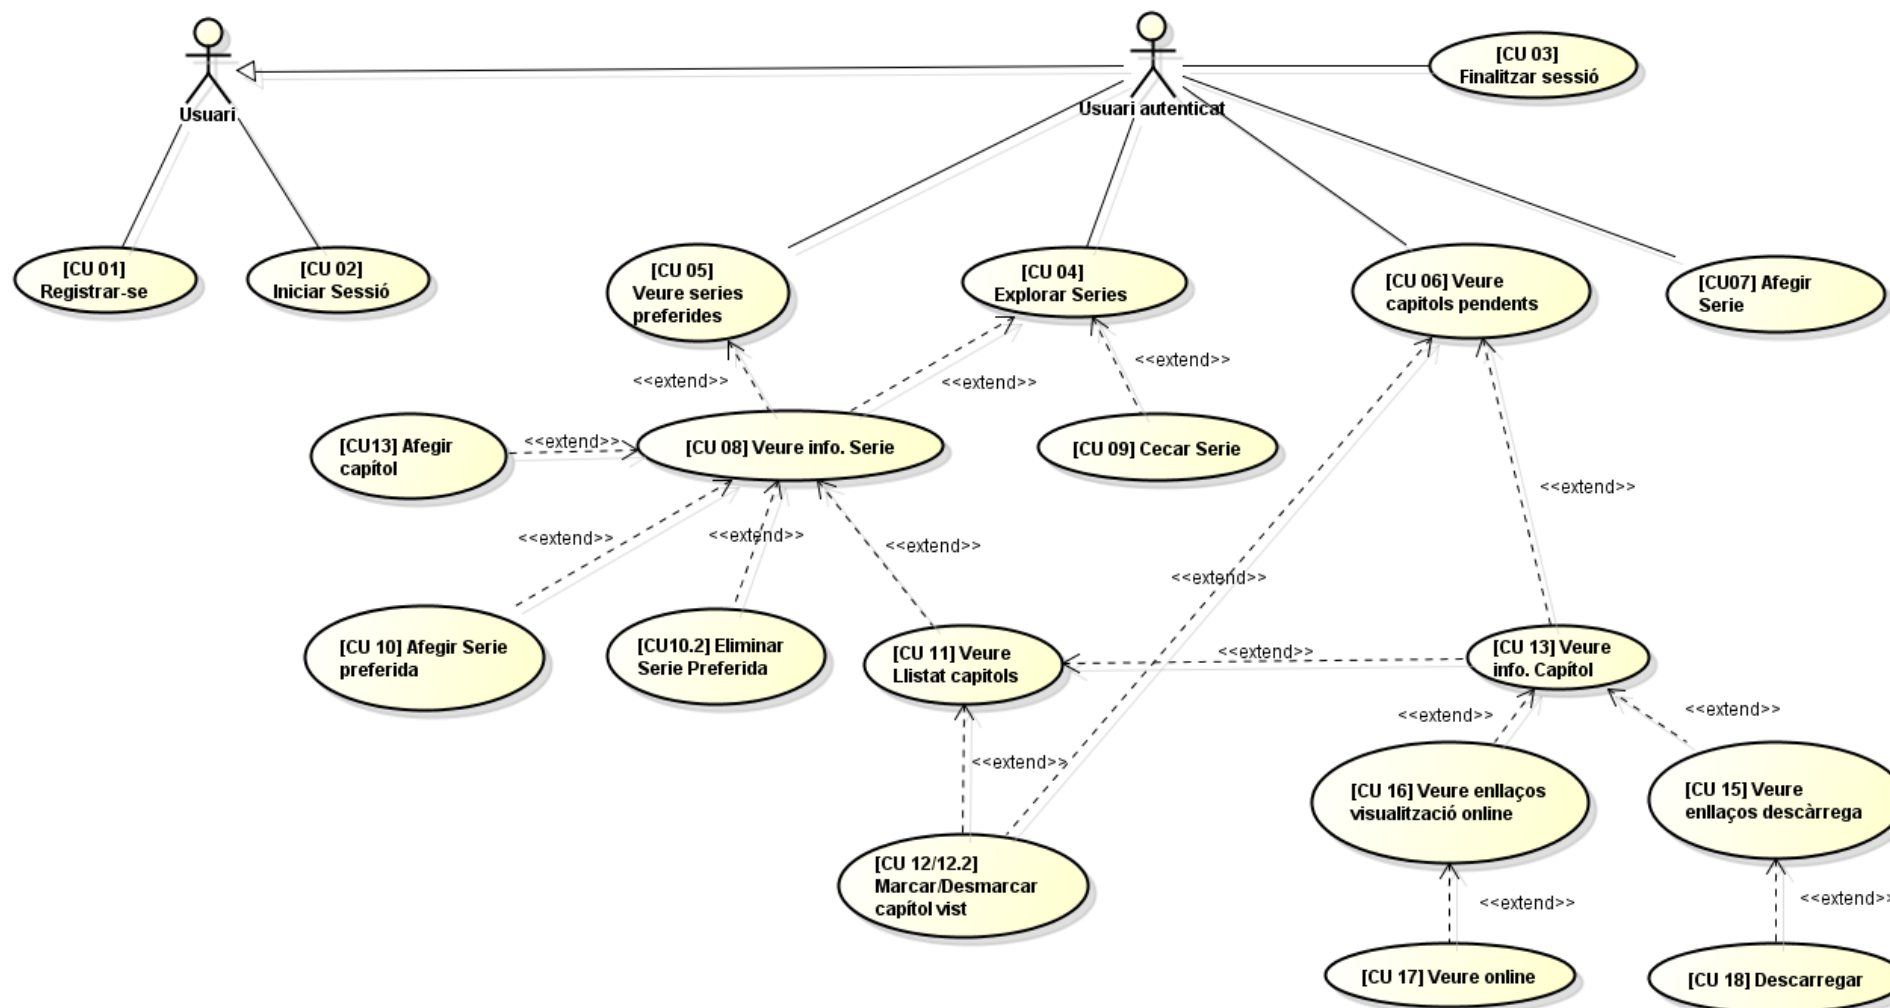 [CU 03]
Finalitzar sessió
Usuari
Usuari autenticat
[CU 01]
Registrar-se
[CU 02]
Iniciar Sessió
[CU 05]
Veure series
preferides
[CU 04]
Explorar Series
[CU 06] Veure
capitols pendents
[CU07] Afegir
Serie
<<extend>>
<<extend>>
<<extend>>
[CU13] Afegir
capítol
<<extend>>
[CU 08] Veure info. Serie
[CU 09] Cecar Serie
<<extend>>
<<extend>>
<<extend>>
<<extend>>
<<extend>>
[CU 10] Afegir Serie
preferida
[CU10.2] Eliminar
Serie Preferida
[CU 11] Veure
Llistat capitols
<<extend>>
[CU 13] Veure
info. Capítol
<<extend>>
<<extend>>
<<extend>>
[CU 16] Veure enllaços
visualització online
[CU 15] Veure
enllaços descàrrega
[CU 12/12.2]
Marcar/Desmarcar
capítol vist
<<extend>>
<<extend>>
[CU 17] Veure online
[CU 18] Descarregar